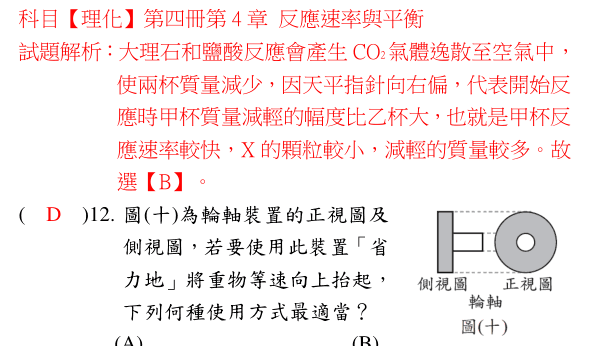 科目【理化】第四冊第 4 章 反應速率與平衡
試題解析：大理石和鹽酸反應會產生 CO₂ 氣體逸散至空氣中，
使兩杯質量減少，因天平指針向右偏，代表開始反
應時甲杯質量減輕的幅度比乙杯大，也就是甲杯反
應速率較快，X 的顆粒較小，減輕的質量較多。故
選【B】。
( D )12. 圖(十)為輪軸裝置的正視圖及
側視圖，若要使用此裝置「省
力地」將重物等速向上抬起，
下列何種使用方式最適當？
側視圖 正視圖
輪軸
圖(十)
(A) (B)